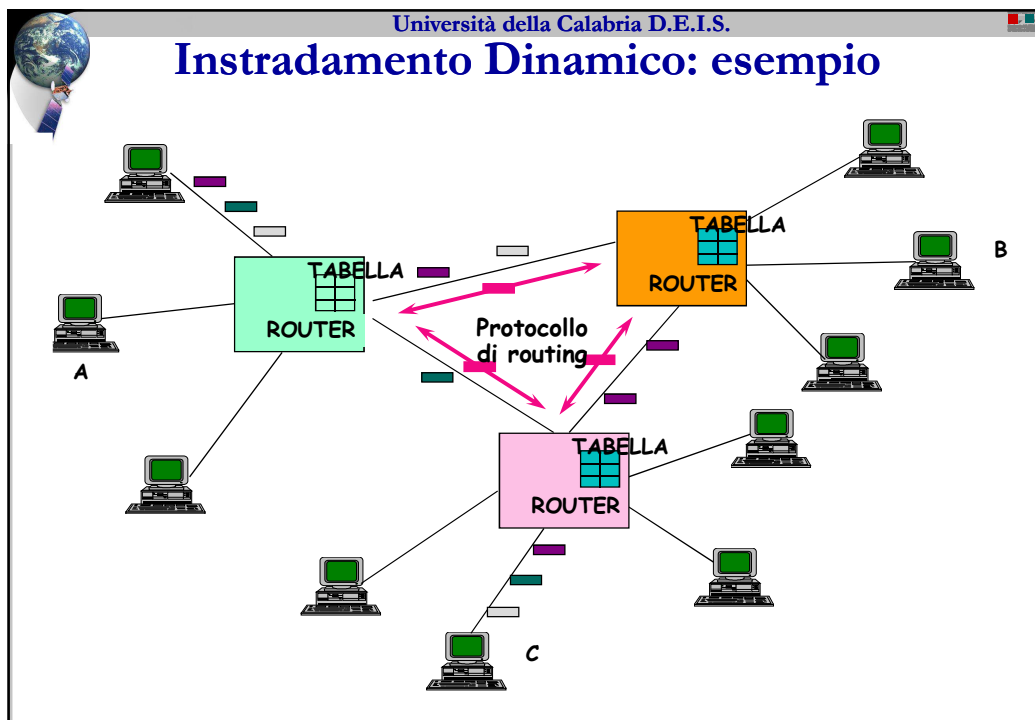 Università della Calabria D.E.I.S.
Instradamento Dinamico: esempio
TABELLA
ROUTER
TABELLA
ROUTER
B
A
Protocollo
di routing
TABELLA
ROUTER
C